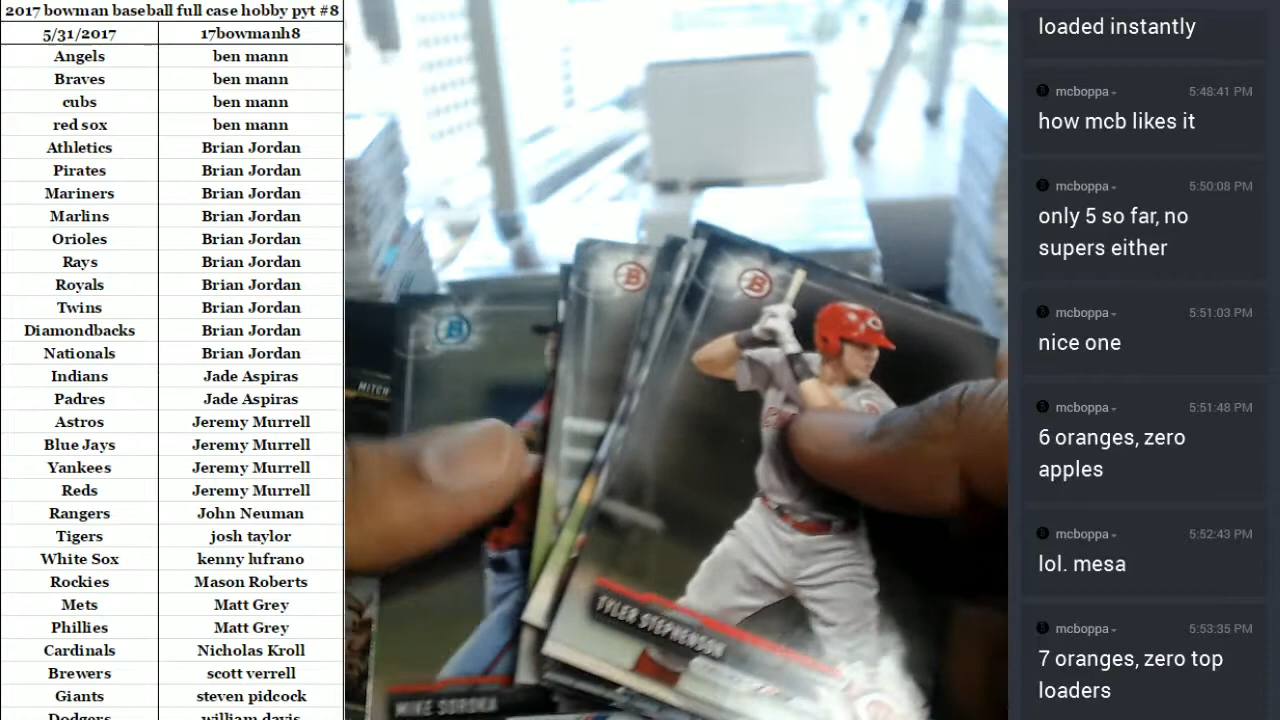 2017 bowman baseball full case hobby pyt #8
5/31/2017 17bowmanh8
Angels ben mann
Braves ben mann
cubs ben mann
red sox ben mann
Athletics Brian Jordan
Pirates Brian Jordan
Mariners Brian Jordan
Marlins Brian Jordan
Orioles Brian Jordan
Rays Brian Jordan
Royals Brian Jordan
Twins Brian Jordan
Diamondbacks Brian Jordan
Nationals Brian Jordan
Indians Jade Aspiras
Padres Jade Aspiras
Astros Jeremy Murrell
Blue Jays Jeremy Murrell
Yankees Jeremy Murrell
Reds Jeremy Murrell
Rangers John Neuman
Tigers josh taylor
White Sox kenny lufrano
Rockies Mason Roberts
Mets Matt Grey
Phillies Matt Grey
Cardinals Nicholas Kroll
Brewers scott verrell
Giants steven pidcock
Dodgers william davis
MITCH
B
B
B
TYLER STEPHENSON
MIKE SOROKA
loaded instantly
mcboppa 5:48:41 PM
how mcb likes it
mcboppa 5:50:08 PM
only 5 so far, no
supers either
mcboppa 5:51:03 PM
nice one
mcboppa 5:51:48 PM
6 oranges, zero
apples
mcboppa 5:52:43 PM
lol. mesa
mcboppa 5:53:35 PM
7 oranges, zero top
loaders